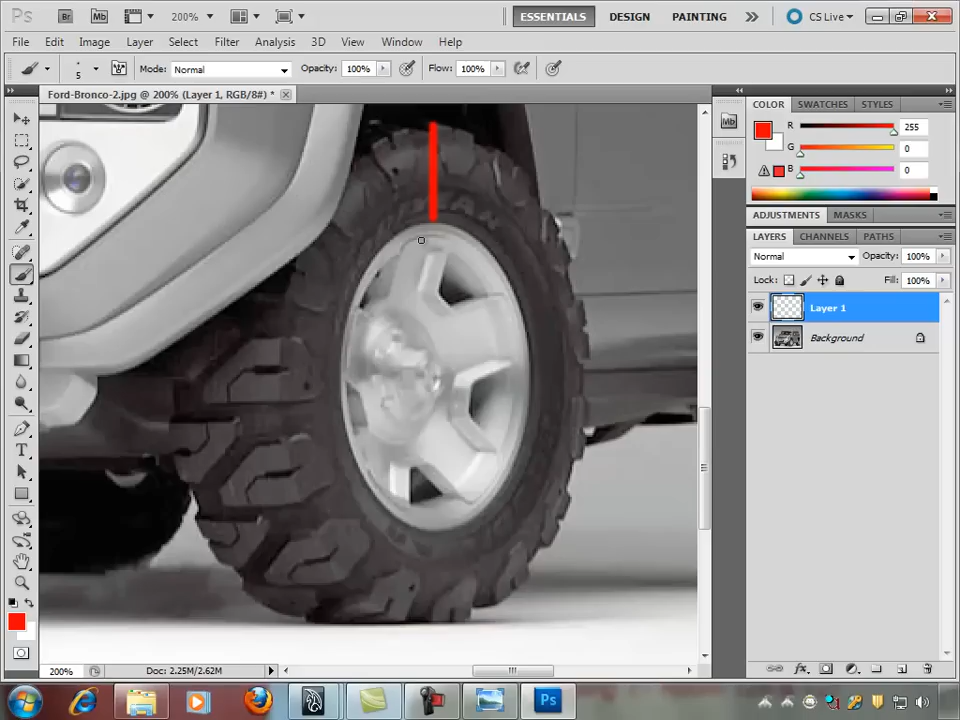 Ps Br Mb 200% ESSENTIALS DESIGN PAINTING CS Live
File Edit Image Layer Select Filter Analysis 3D View Window Help
5 Mode: Normal Opacity: 100% Flow: 100%
Ford-Bronco-2.jpg @ 200% (Layer 1, RGB/8#) *
Mb
COLOR SWATCHES STYLES
R 255
G 0
B 0
ADJUSTMENTS MASKS
LAYERS CHANNELS PATHS
Normal Opacity: 100%
Lock: Fill: 100%
Layer 1
Background
T
200% Doc: 2.25M/2.62M
fx
Ps